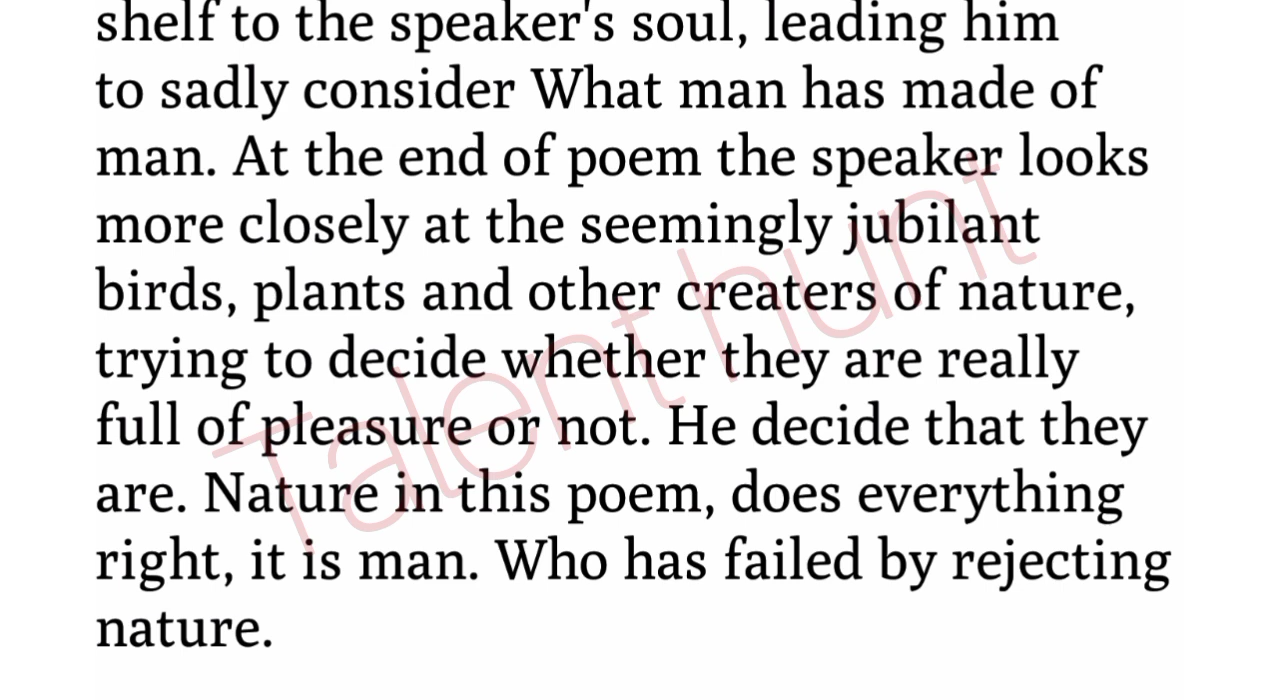 shelf to the speaker's soul, leading him
to sadly consider What man has made of
man. At the end of poem the speaker looks
more closely at the seemingly jubilant
birds, plants and other creaters of nature,
trying to decide whether they are really
full of pleasure or not. He decide that they
are. Nature in this poem, does everything
right, it is man. Who has failed by rejecting
nature.
Talent hunt